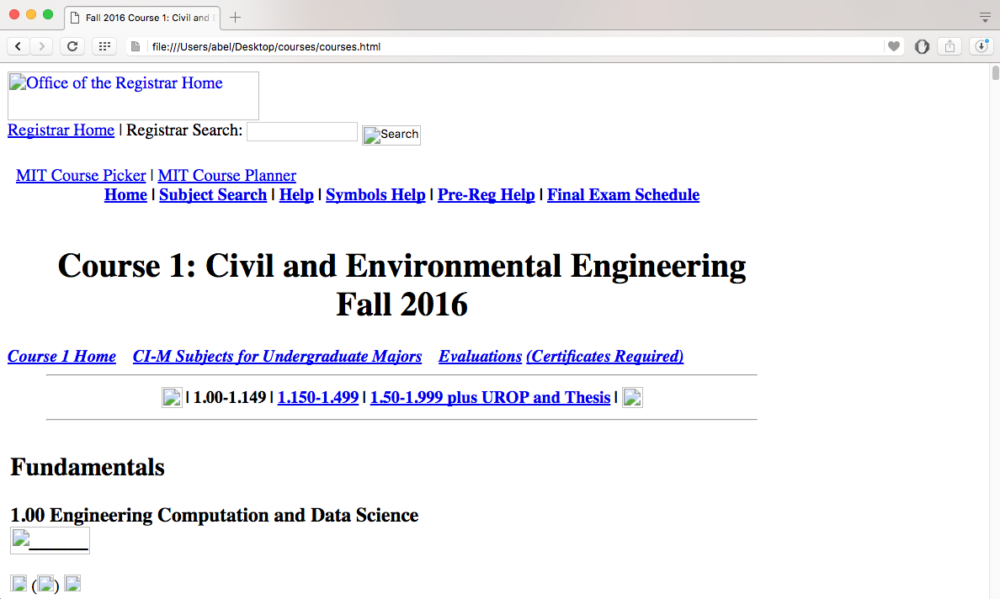 Fall 2016 Course 1: Civil and E
file:///Users/abel/Desktop/courses/courses.html
Office of the Registrar Home
Registrar Home | Registrar Search: Search
MIT Course Picker | MIT Course Planner
Home | Subject Search | Help | Symbols Help | Pre-Reg Help | Final Exam Schedule
Course 1: Civil and Environmental Engineering
Fall 2016
Course 1 Home CI-M Subjects for Undergraduate Majors Evaluations (Certificates Required)
| 1.00-1.149 | 1.150-1.499 | 1.50-1.999 plus UROP and Thesis |
Fundamentals
1.00 Engineering Computation and Data Science
________
( )